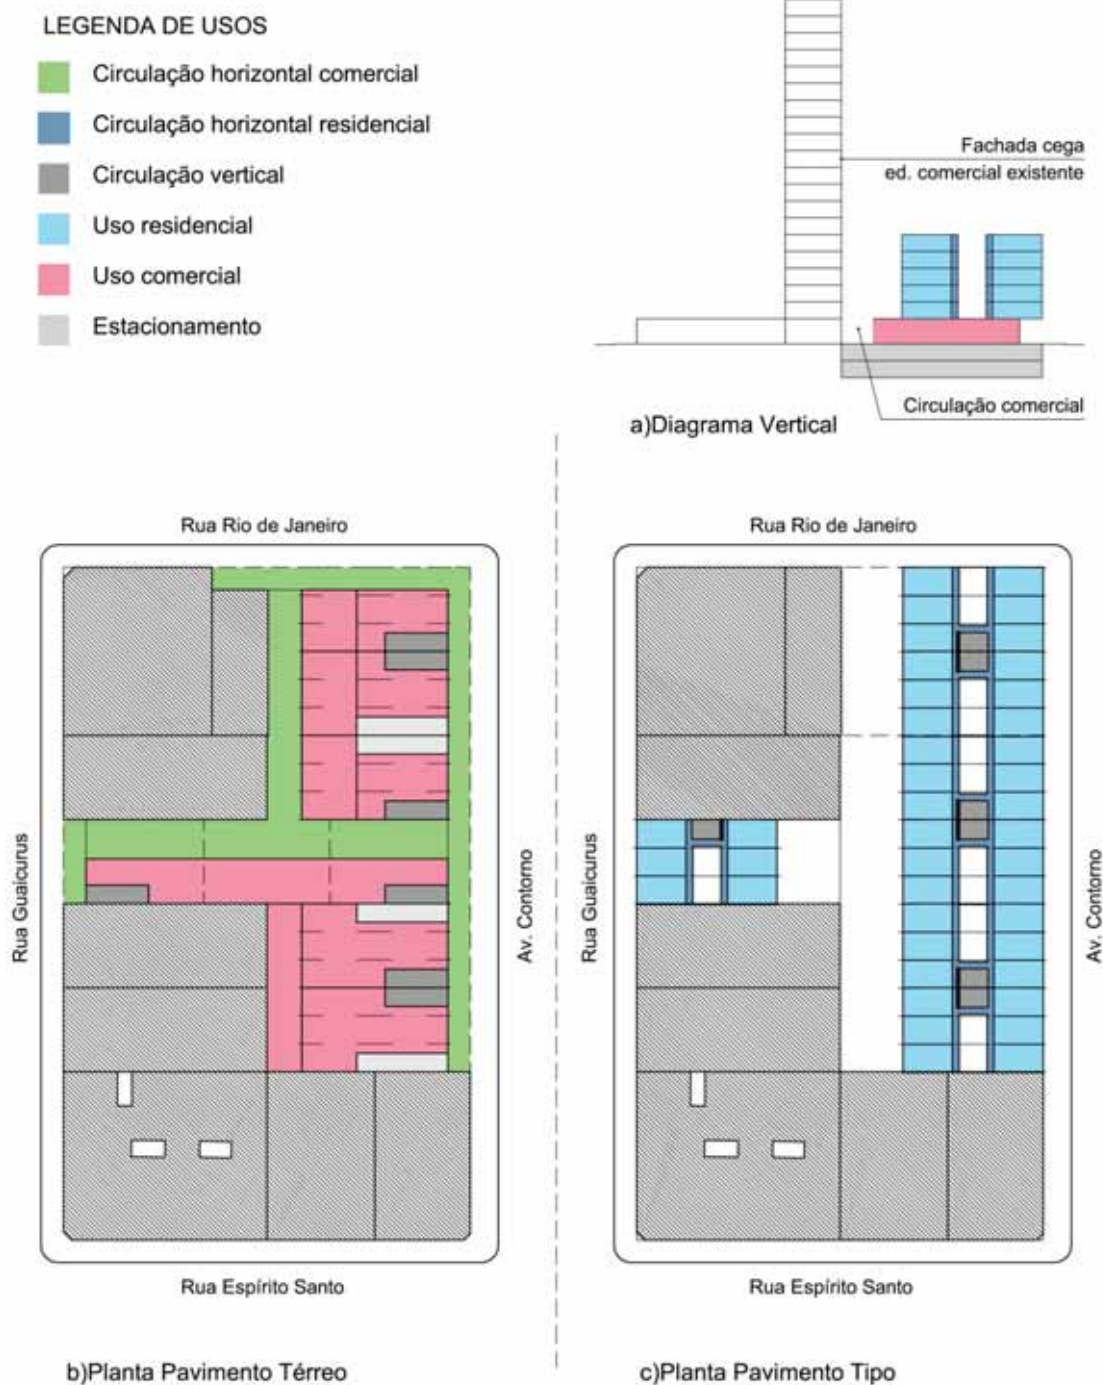 LEGENDA DE USOS
Circulação horizontal comercial
Circulação horizontal residencial
Circulação vertical
Uso residencial
Uso comercial
Estacionamento
Fachada cega
ed. comercial existente
Circulação comercial
a)Diagrama Vertical
Rua Rio de Janeiro
Rua Guaicurus
Av. Contorno
Rua Espírito Santo
b)Planta Pavimento Térreo
Rua Rio de Janeiro
Rua Guaicurus
Av. Contorno
Rua Espírito Santo
c)Planta Pavimento Tipo